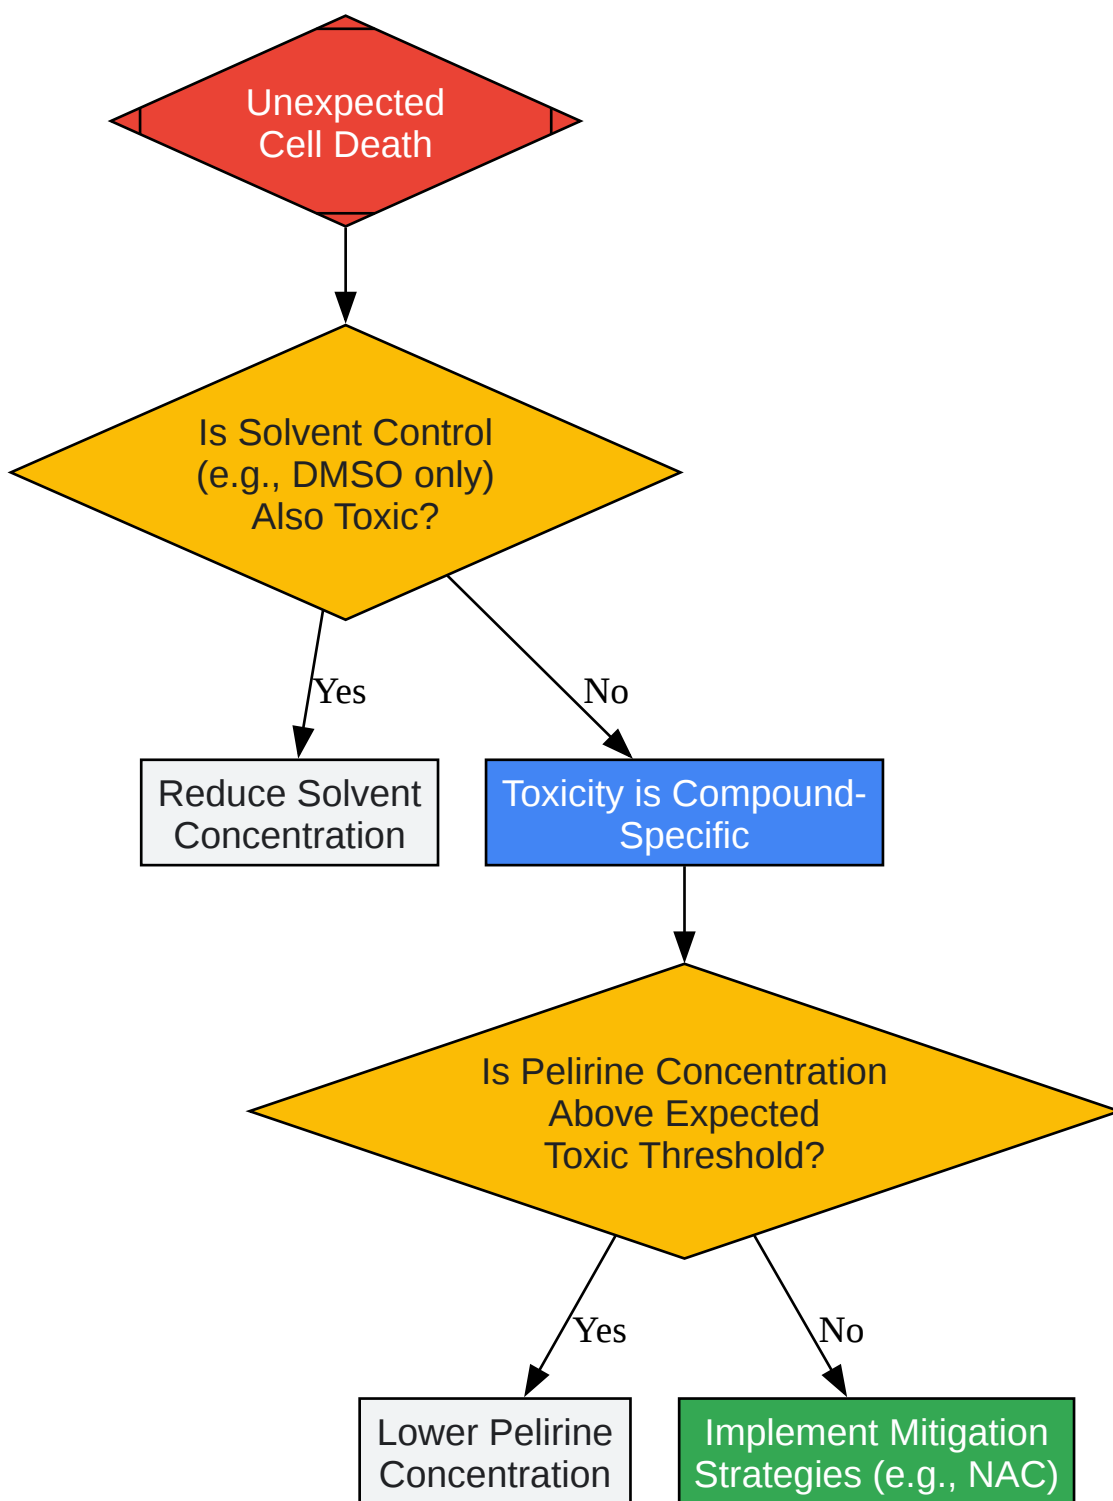 Unexpected
Cell Death
Is Solvent Control
(e.g., DMSO only)
Also Toxic?
Yes
No
Reduce Solvent
Concentration
Toxicity is Compound-
Specific
Is Pelirine Concentration
Above Expected
Toxic Threshold?
Yes
No
Lower Pelirine
Concentration
Implement Mitigation
Strategies (e.g., NAC)